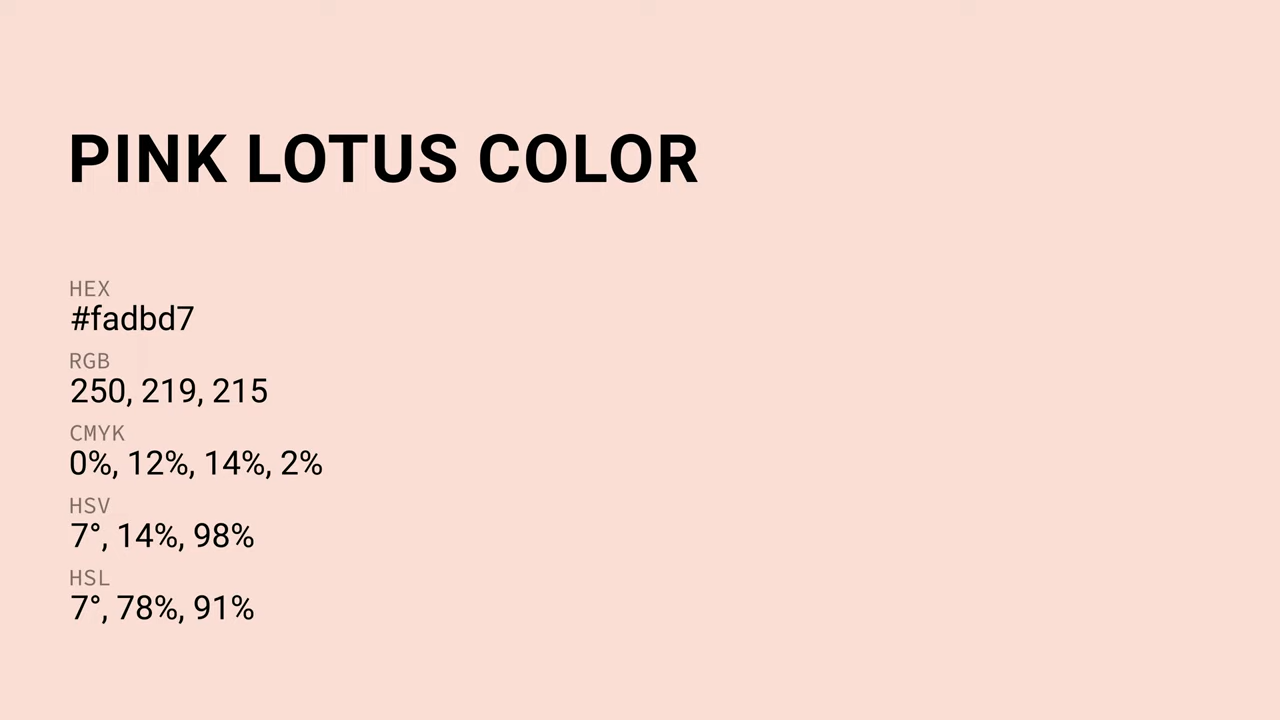 PINK LOTUS COLOR
HEX
#fadbd7
RGB
250, 219, 215
CMYK
0%, 12%, 14%, 2%
HSV
7°, 14%, 98%
HSL
7°, 78%, 91%